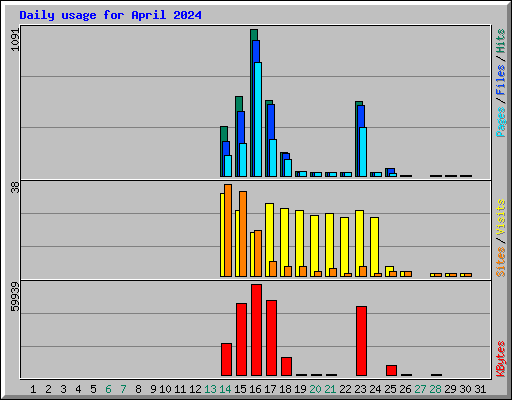 Daily usage for April 2024
1091
Pages / Files / Hits
38
Sites / Visits
59939
KBytes
1 2 3 4 5 6 7 8 9 10 11 12 13 14 15 16 17 18 19 20 21 22 23 24 25 26 27 28 29 30 31